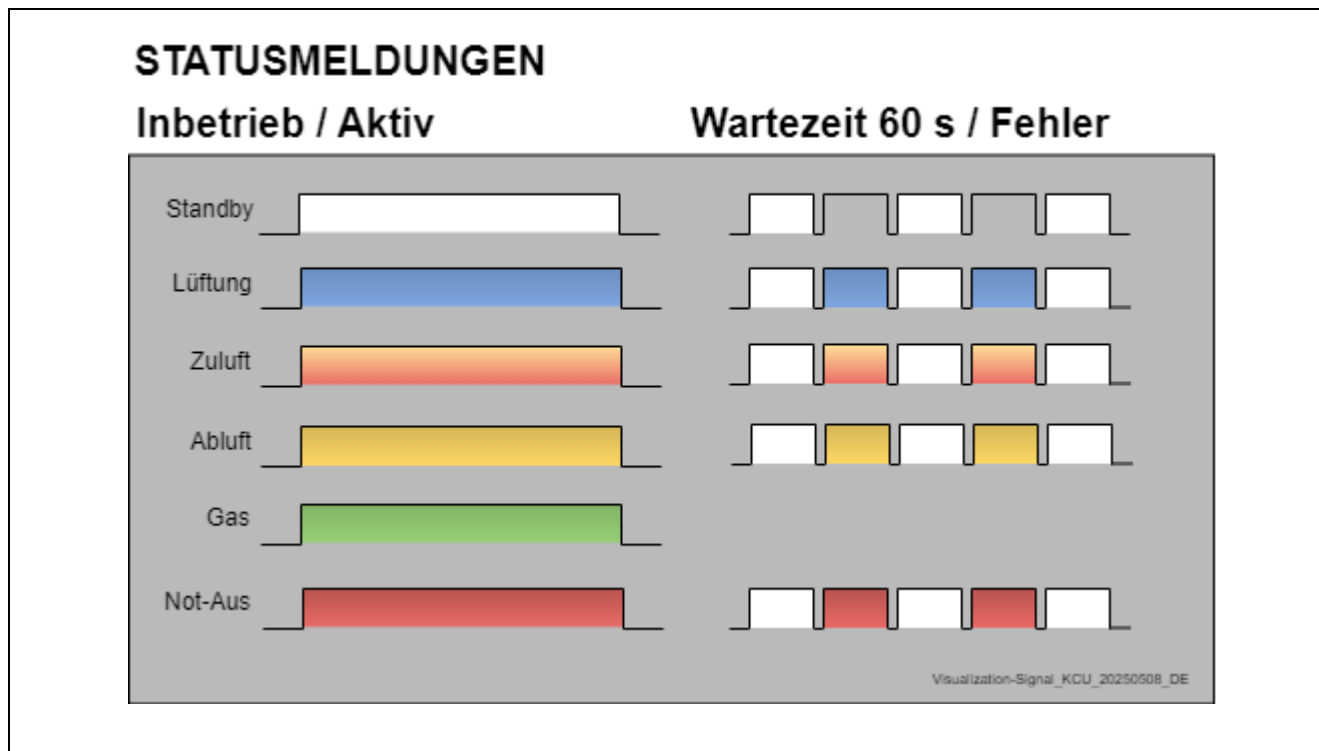 STATUSMELDUNGEN
Inbetrieb / Aktiv
Wartezeit 60 s / Fehler
Standby
Lüftung
Zuluft
Abluft
Gas
Not-Aus
Visualization-Signal_KCU_20250508_DE